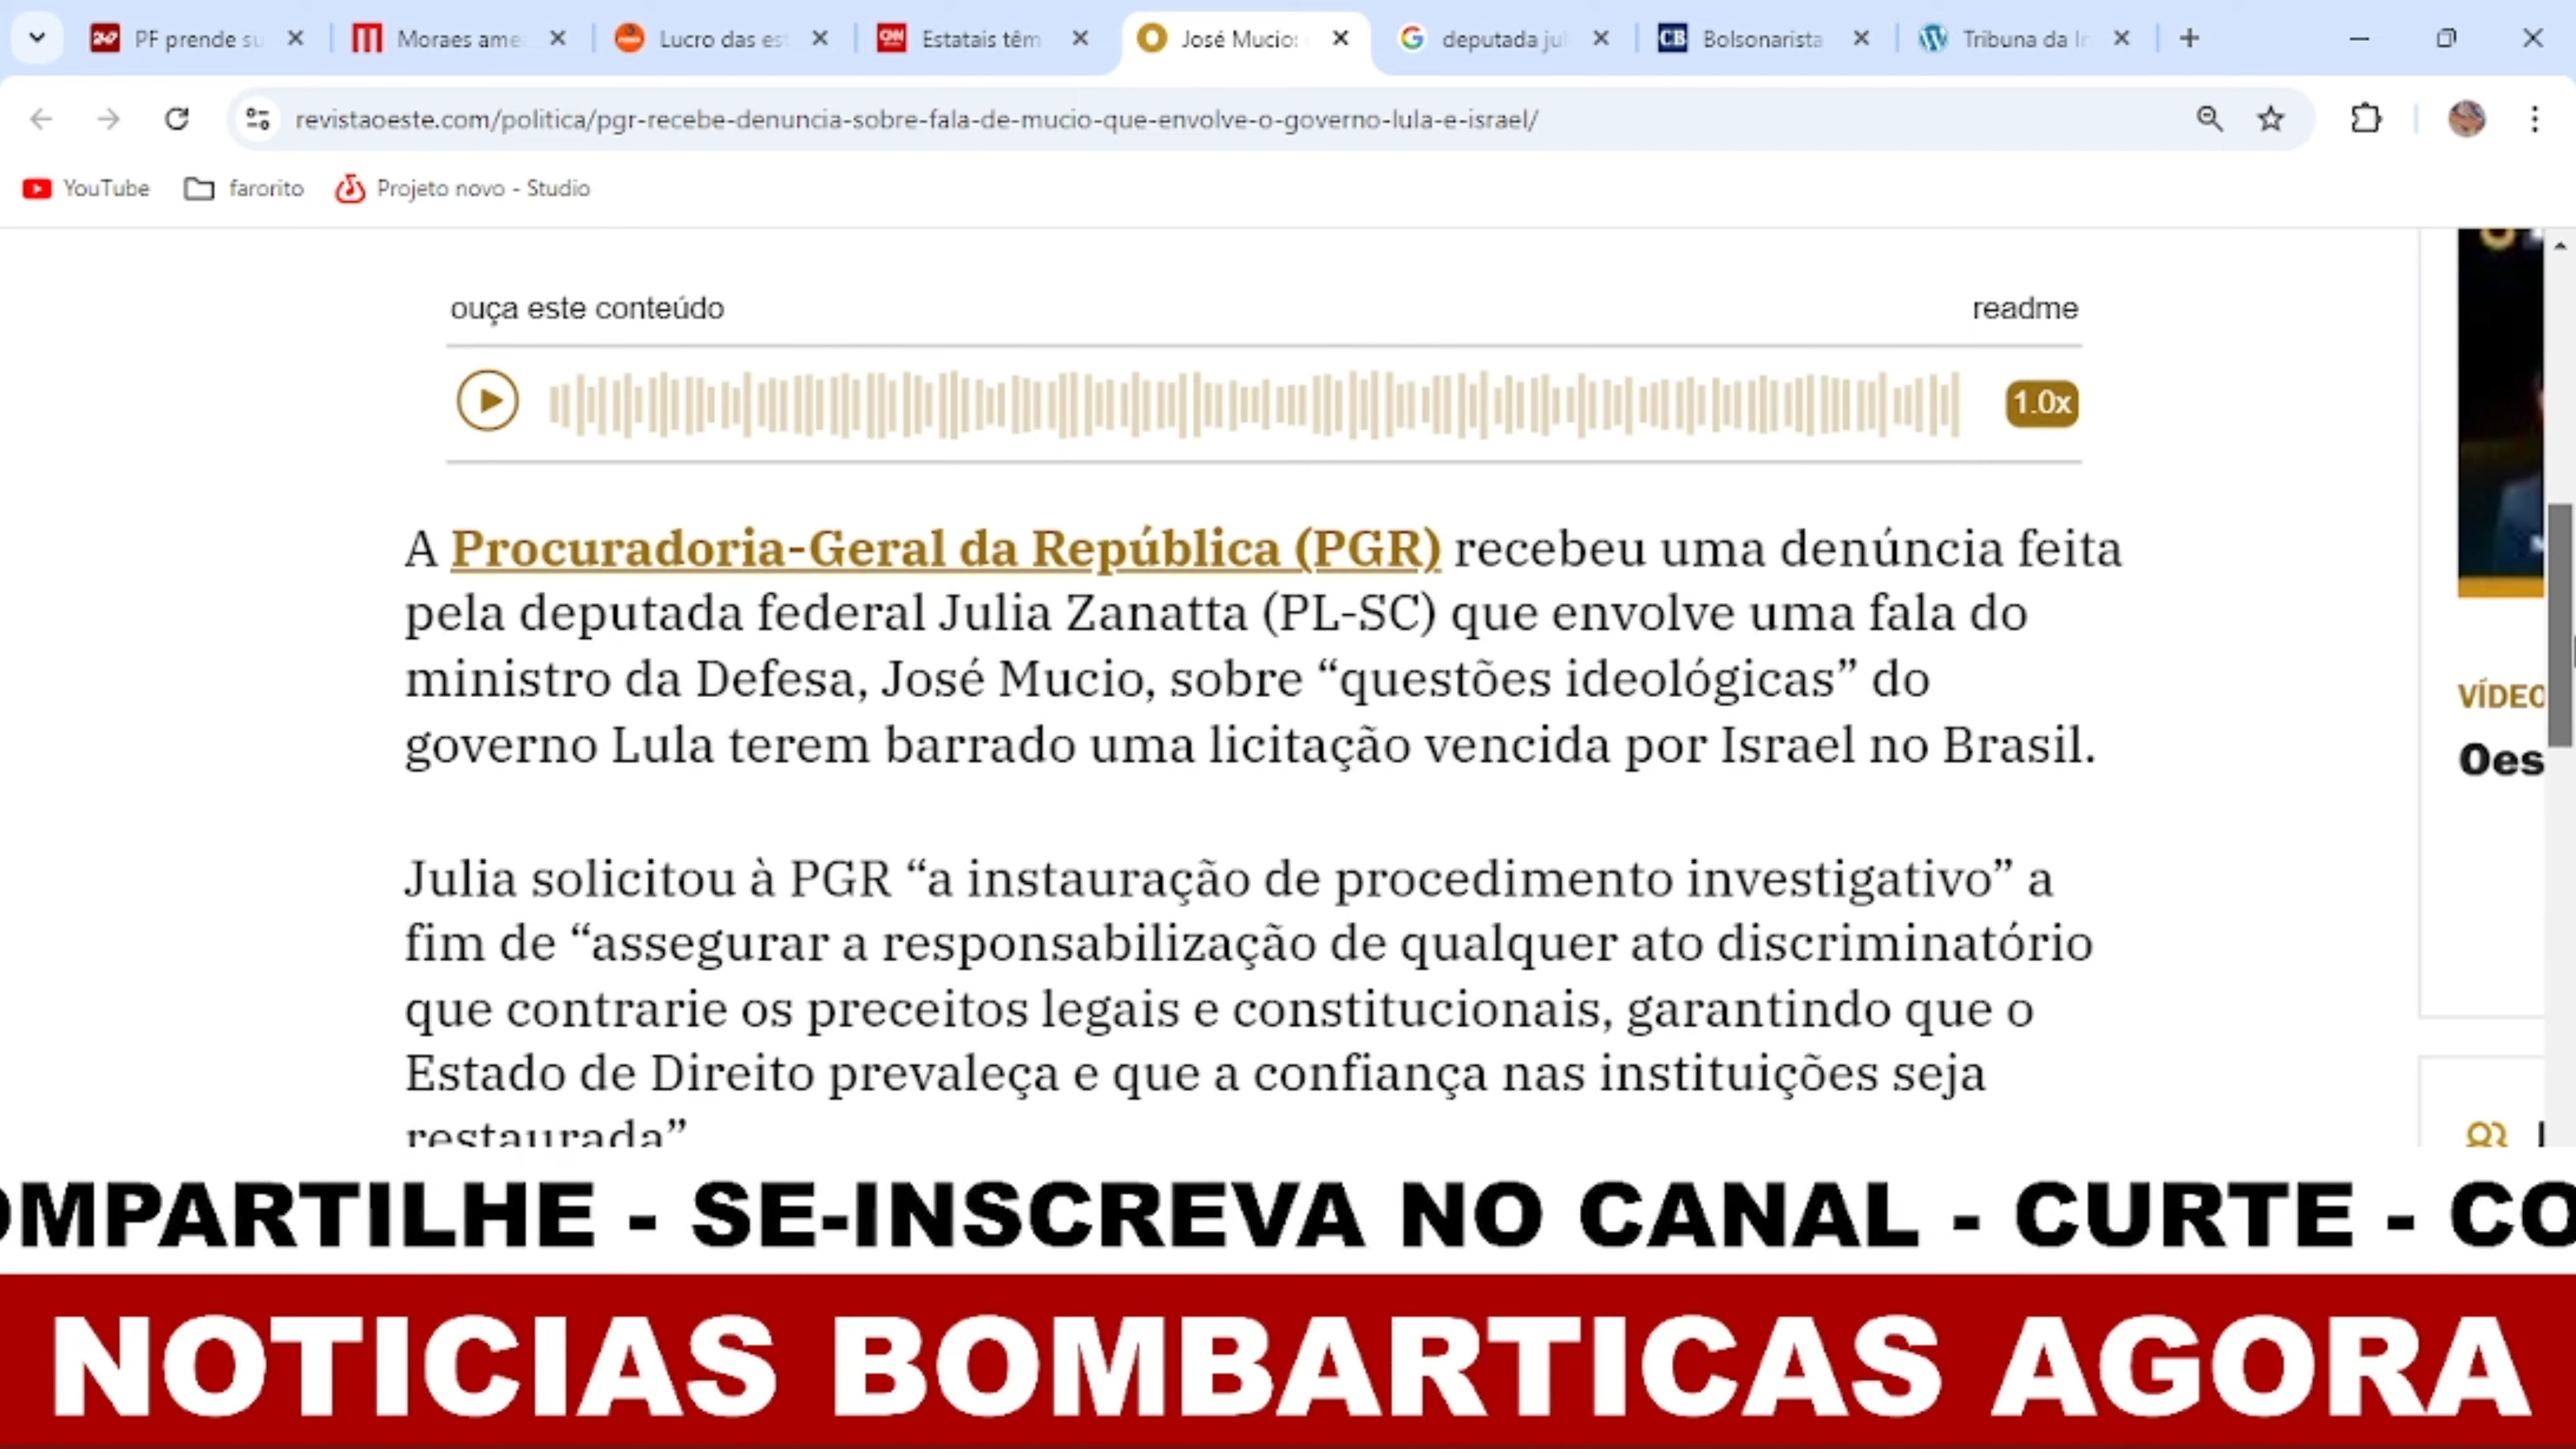 PF prende su
Moraes ame
Lucro das es
CNN
Estatais têm
José Mucio:
deputada ju
CB
Bolsonarista
Tribuna da In
revistaoeste.com/politica/pgr-recebe-denuncia-sobre-fala-de-mucio-que-envolve-o-governo-lula-e-israel/
YouTube
farorito
Projeto novo - Studio
ouça este conteúdo
readme
1.0x
A Procuradoria-Geral da República (PGR) recebeu uma denúncia feita
pela deputada federal Julia Zanatta (PL-SC) que envolve uma fala do
ministro da Defesa, José Mucio, sobre “questões ideológicas” do
governo Lula terem barrado uma licitação vencida por Israel no Brasil.
Julia solicitou à PGR “a instauração de procedimento investigativo” a
fim de “assegurar a responsabilização de qualquer ato discriminatório
que contrarie os preceitos legais e constitucionais, garantindo que o
Estado de Direito prevaleça e que a confiança nas instituições seja
restaurada”
VÍDEO
Oes
OMPARTILHE - SE-INSCREVA NO CANAL - CURTE - CO
NOTICIAS BOMBARTICAS AGORA